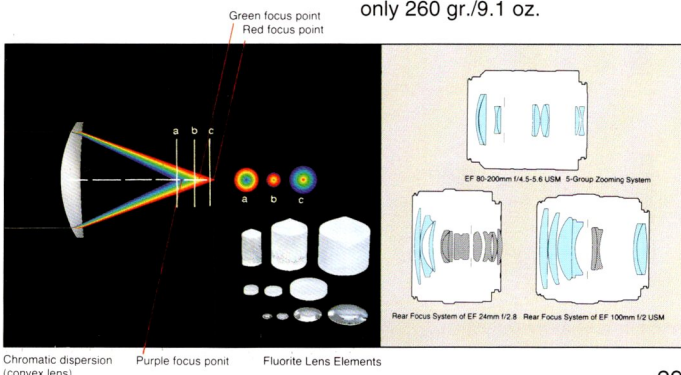 only 260 gr./9.1 oz.
Green focus point
Red focus point
a b c
a b c
EF 80-200mm f/4.5-5.6 USM 5-Group Zooming System
Rear Focus System of EF 24mm f/2.8 Rear Focus System of EF 100mm f/2 USM
Chromatic dispersion
(convex lens)
Purple focus ponit
Fluorite Lens Elements